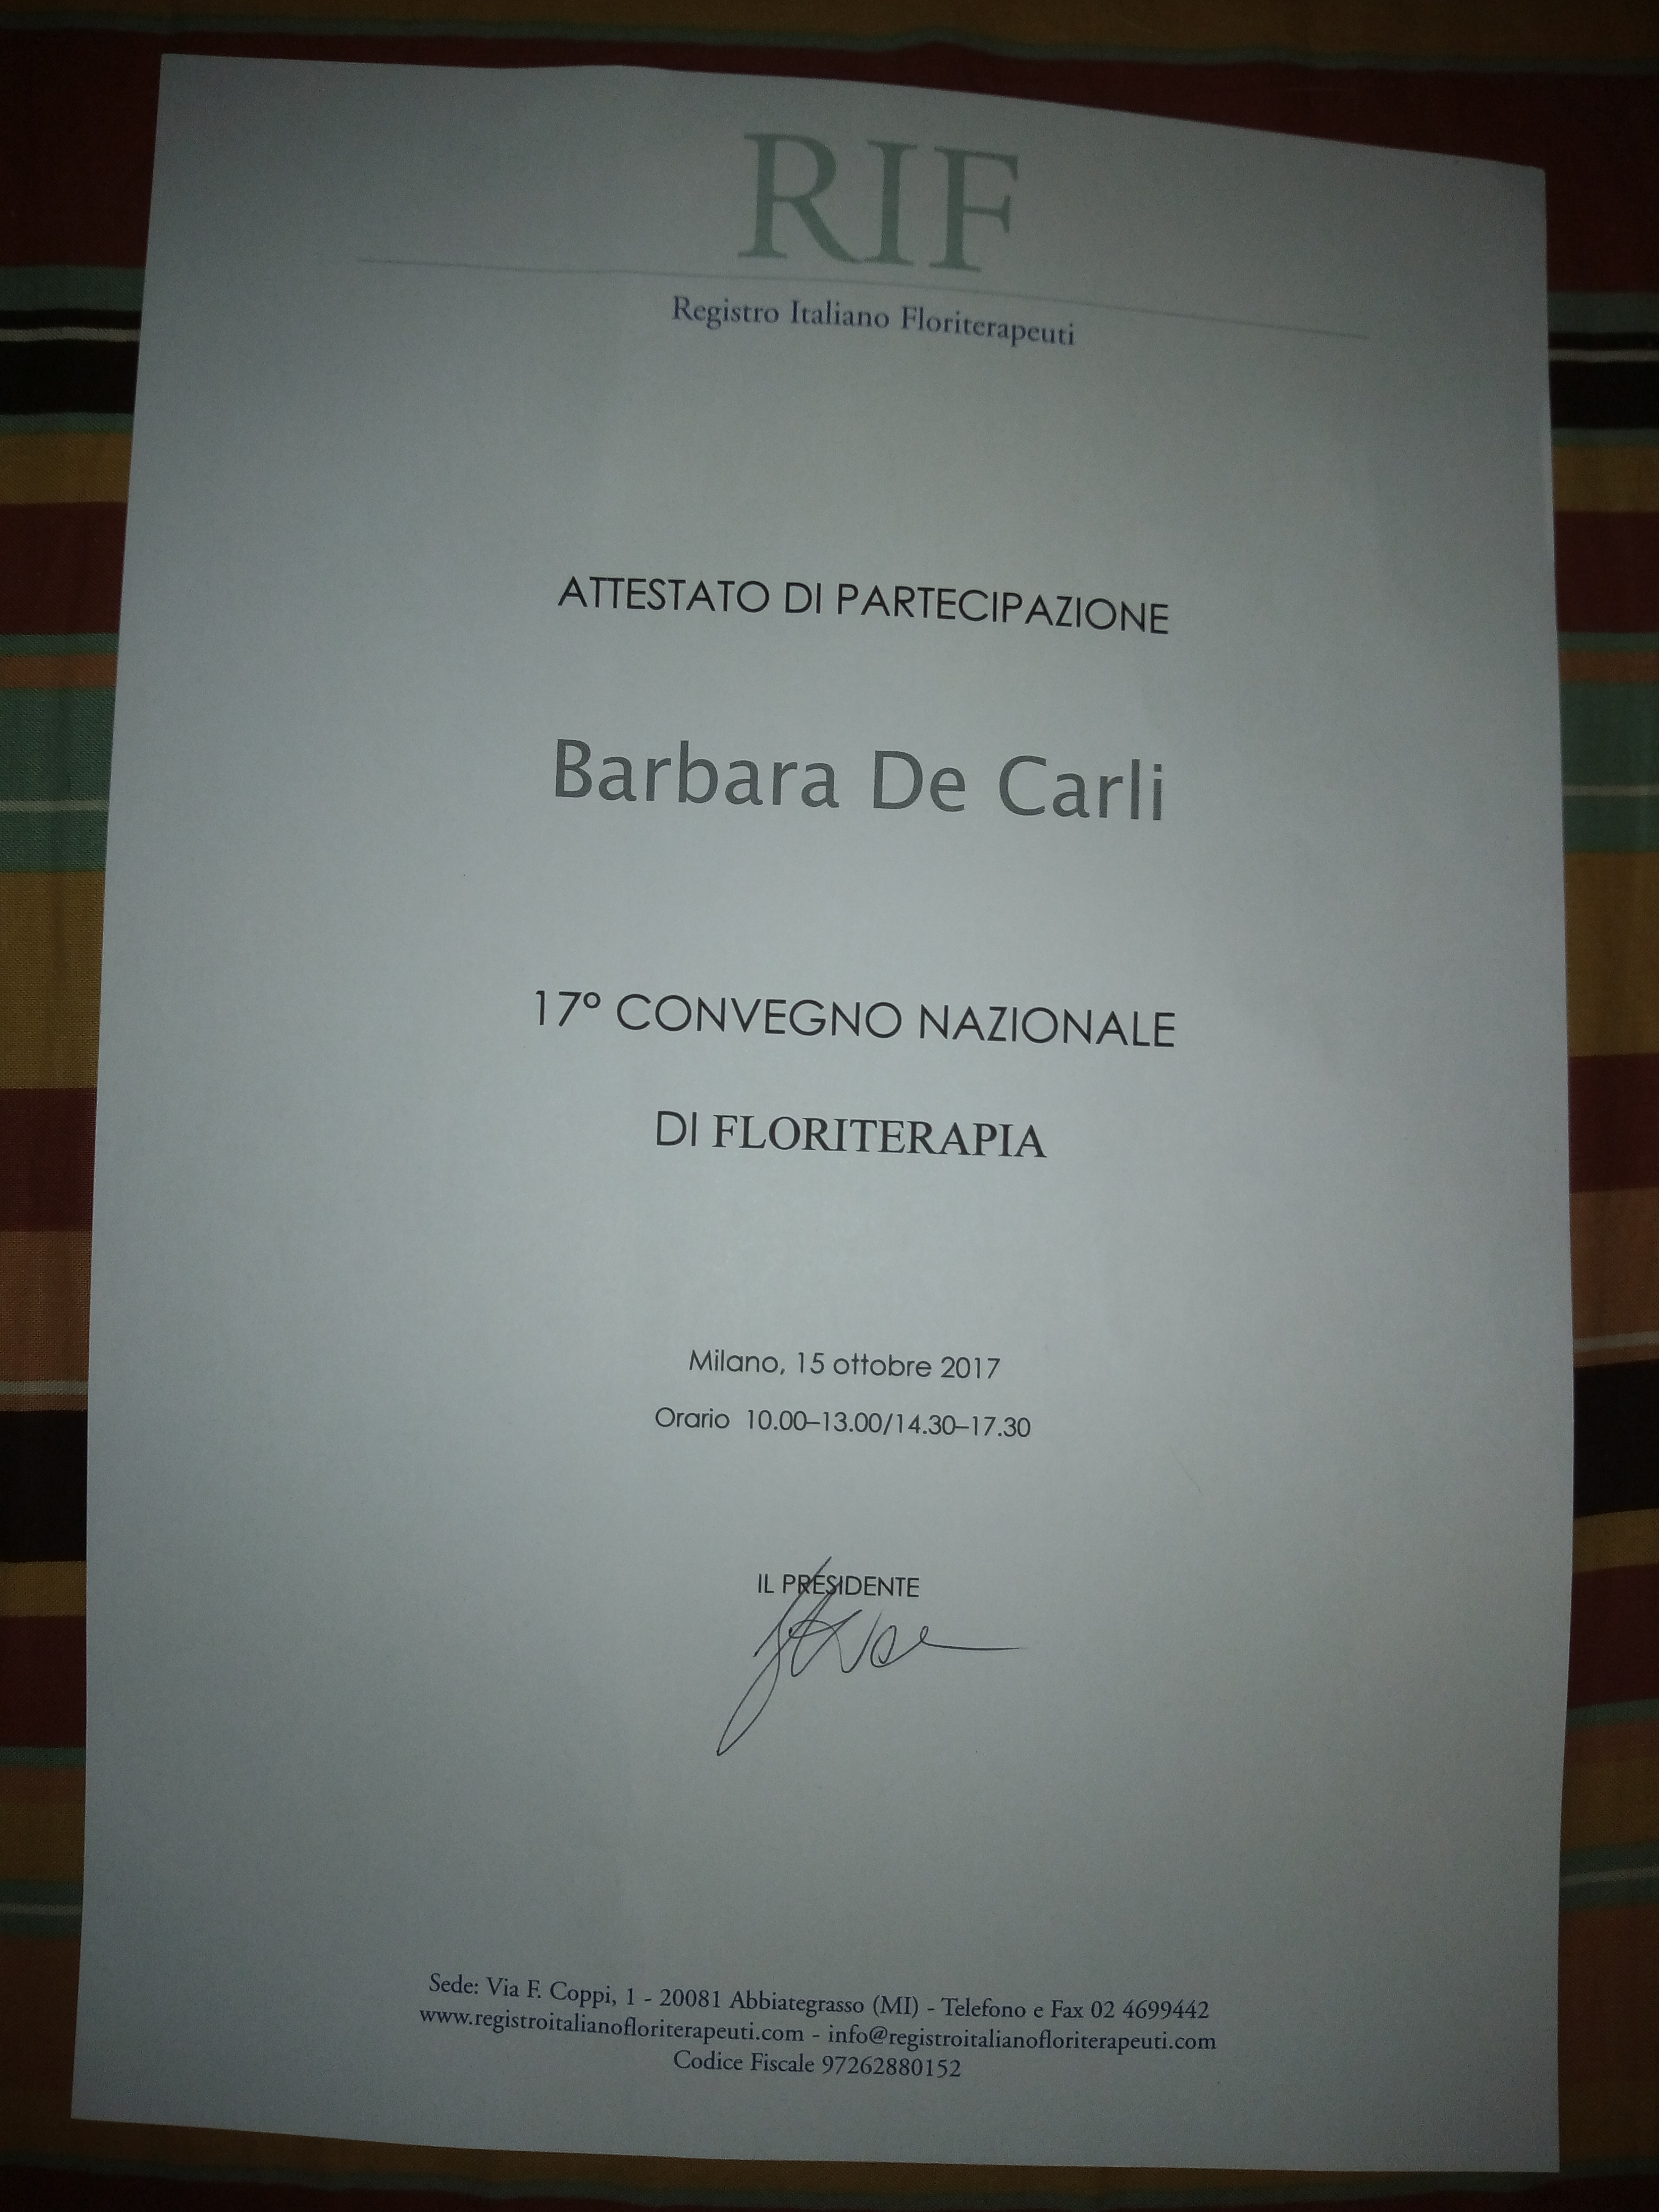 RIF
Registro Italiano Floriterapeuti
ATTESTATO DI PARTECIPAZIONE
Barbara De Carli
17° CONVEGNO NAZIONALE
DI FLORITERAPIA
Milano, 15 ottobre 2017
Orario 10.00–13.00/14.30–17.30
IL PRESIDENTE
Sede: Via F. Coppi, 1 - 20081 Abbiategrasso (MI) - Telefono e Fax 02 4699442
www.registroitalianofloriterapeuti.com - info@registroitalianofloriterapeuti.com
Codice Fiscale 97262880152